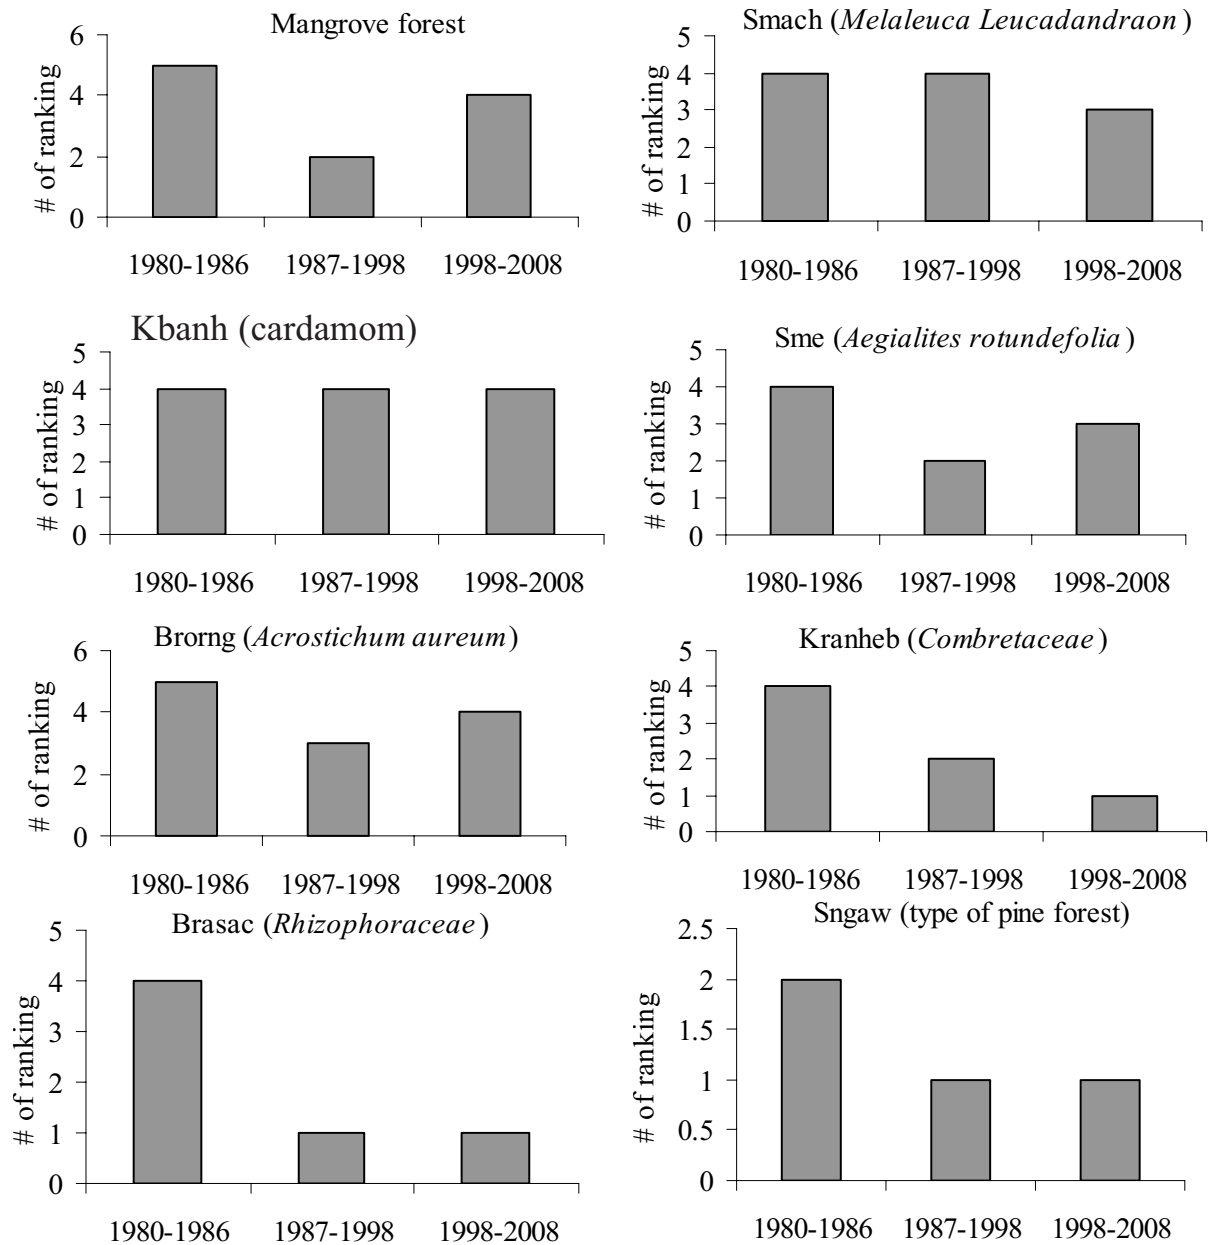 Mangrove forest
# of ranking
6
4
2
0
1980-1986 1987-1998 1998-2008
Smach (Melaleuca Leucadandraon)
# of ranking
5
4
3
2
1
0
1980-1986 1987-1998 1998-2008
Kbanh (cardamom)
# of ranking
5
4
3
2
1
0
1980-1986 1987-1998 1998-2008
Sme (Aegialites rotundefolia)
# of ranking
5
4
3
2
1
0
1980-1986 1987-1998 1998-2008
Brorng (Acrostichum aureum)
# of ranking
6
4
2
0
1980-1986 1987-1998 1998-2008
Kranheb (Combretaceae)
# of ranking
5
4
3
2
1
0
1980-1986 1987-1998 1998-2008
Brasac (Rhizophoraceae)
# of ranking
5
4
3
2
1
0
1980-1986 1987-1998 1998-2008
Sngaw (type of pine forest)
# of ranking
2.5
2
1.5
1
0.5
0
1980-1986 1987-1998 1998-2008